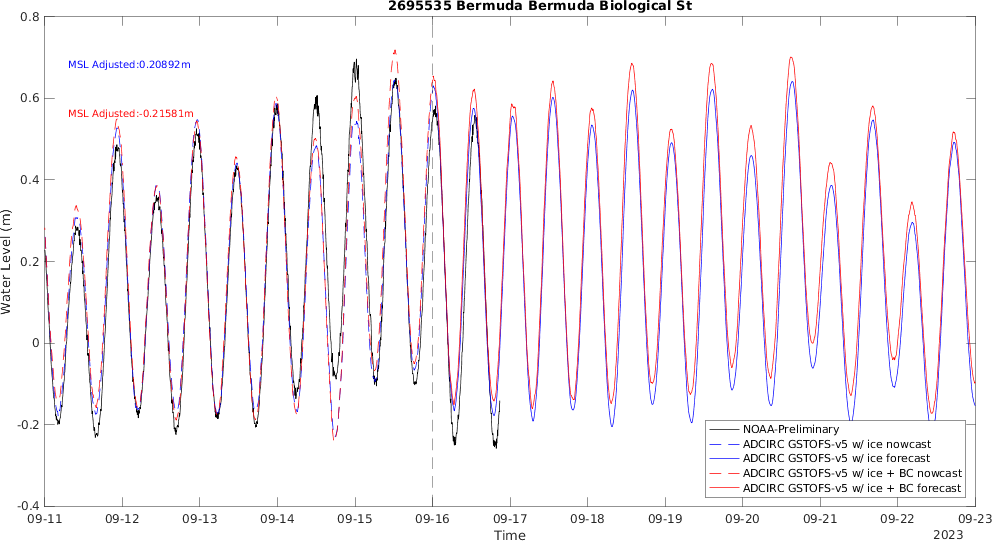 2695535 Bermuda Bermuda Biological St
MSL Adjusted:0.20892m
MSL Adjusted:-0.21581m
Water Level (m)
0.8
0.6
0.4
0.2
0
-0.2
-0.4
NOAA-Preliminary
ADCIRC GSTOFS-v5 w/ ice nowcast
ADCIRC GSTOFS-v5 w/ ice forecast
ADCIRC GSTOFS-v5 w/ ice + BC nowcast
ADCIRC GSTOFS-v5 w/ ice + BC forecast
09-11 09-12 09-13 09-14 09-15 09-16 09-17 09-18 09-19 09-20 09-21 09-22 09-23
Time
2023